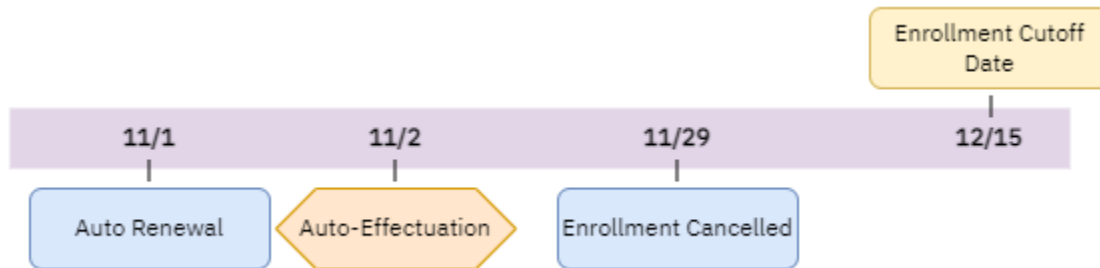 Enrollment Cutoff
Date
11/1
11/2
11/29
12/15
Auto Renewal
Auto-Effectuation
Enrollment Cancelled